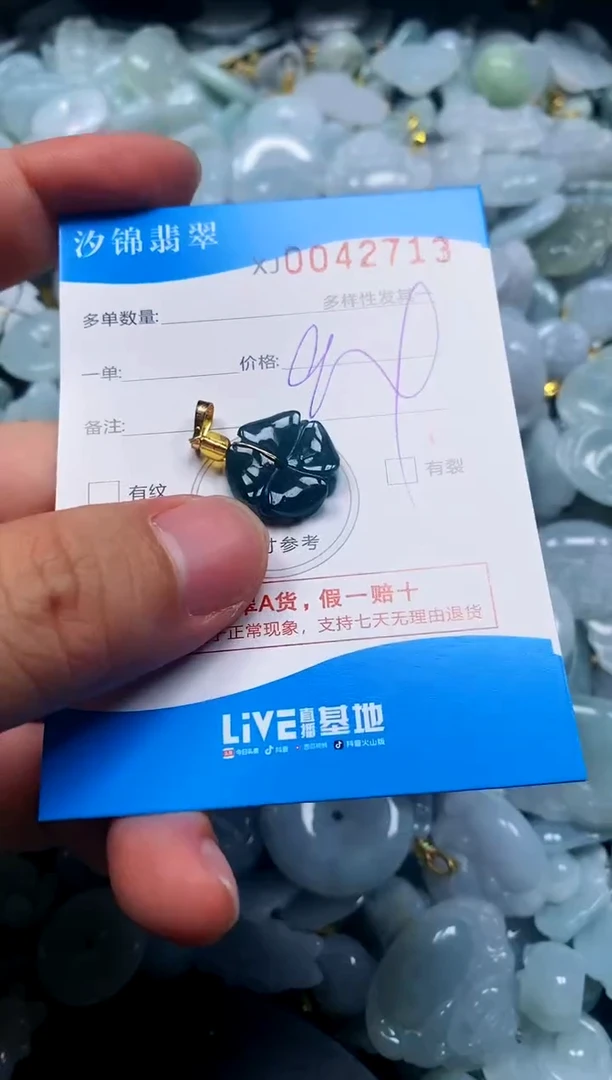 汐锦翡翠
XJ0042713
多单数量:
多样性发货
一单:
价格:
备注:
有纹
有裂
寸参考
A货，假一赔十
正常现象，支持七天无理由退货
LiVE直播基地
今日头条 抖音 西瓜视频 抖音火山版